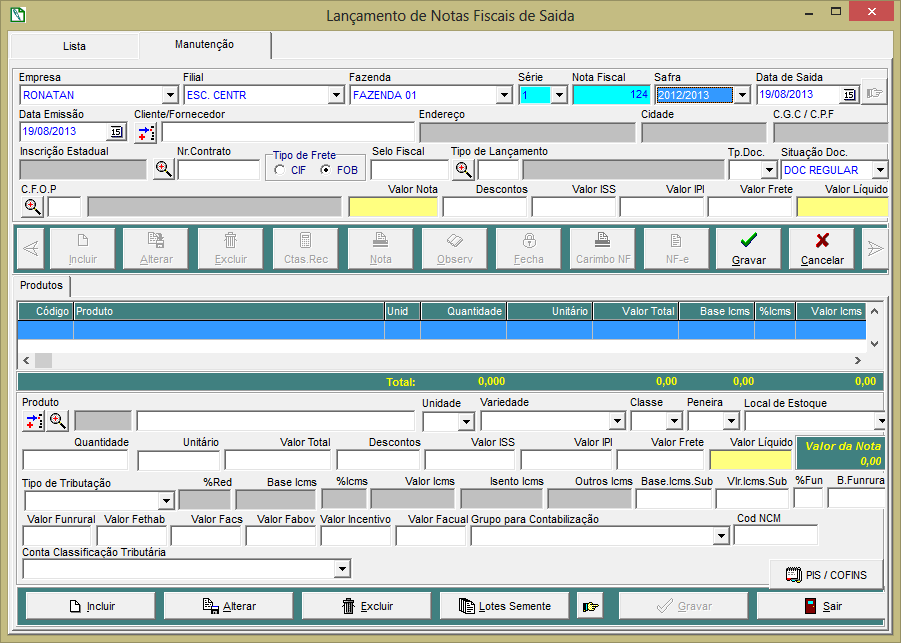 Lançamento de Notas Fiscais de Saida
Lista Manutenção
Empresa Filial Fazenda Série Nota Fiscal Safra Data de Saida
RONATAN ESC. CENTR FAZENDA 01 1 124 2012/2013 19/08/2013 15
Data Emissão Cliente/Fornecedor Endereço Cidade C.G.C / C.P.F
19/08/2013 15
Inscrição Estadual Nr.Contrato Tipo de Frete Selo Fiscal Tipo de Lançamento Tp.Doc. Situação Doc.
CIF FOB DOC REGULAR
C.F.O.P Valor Nota Descontos Valor ISS Valor IPI Valor Frete Valor Líquido
Incluir Alterar Excluir Ctas.Rec Nota Observ Fecha Carimbo NF NF-e Gravar Cancelar
Produtos
Código Produto Unid Quantidade Unitário Valor Total Base Icms %Icms Valor Icms
Total: 0,000 0,00 0,00 0,00
Produto Unidade Variedade Classe Peneira Local de Estoque
Quantidade Unitário Valor Total Descontos Valor ISS Valor IPI Valor Frete Valor Líquido Valor da Nota
0,00
Tipo de Tributação %Red Base Icms %Icms Valor Icms Isento Icms Outros Icms Base.Icms.Sub Vlr.Icms.Sub %Fun B.Funrura
Valor Funrural Valor Fethab Valor Facs Valor Fabov Valor Incentivo Valor Facual Grupo para Contabilização Cod NCM
Conta Classificação Tributária
PIS / COFINS
Incluir Alterar Excluir Lotes Semente Gravar Sair